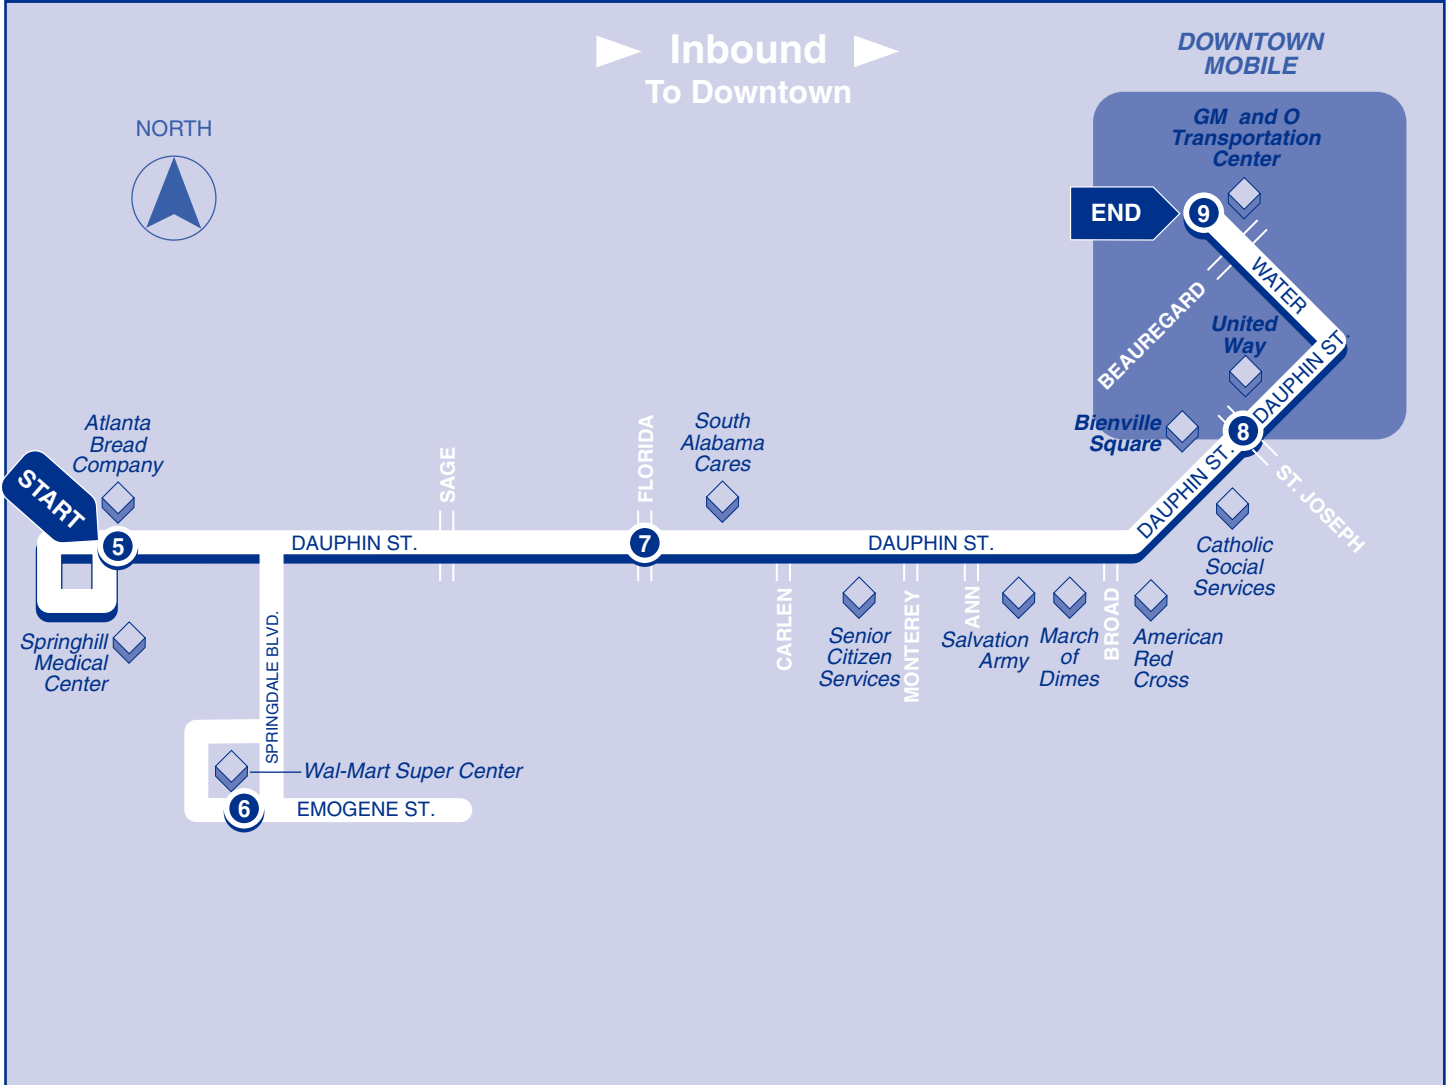 Inbound
To Downtown
DOWNTOWN
MOBILE
NORTH
GM and O
Transportation
Center
END
9
WATER
BEAUREGARD
United
Way
DAUPHIN ST.
Bienville
Square
8
DAUPHIN ST.
ST. JOSEPH
Atlanta
Bread
Company
START
5
SAGE
FLORIDA
South
Alabama
Cares
DAUPHIN ST.
7
DAUPHIN ST.
Catholic
Social
Services
Springhill
Medical
Center
SPRINGDALE BLVD.
CARLEN
Senior
Citizen
Services
MONTEREY
ANN
Salvation
Army
March
of
Dimes
BROAD
American
Red
Cross
Wal-Mart Super Center
6
EMOGENE ST.